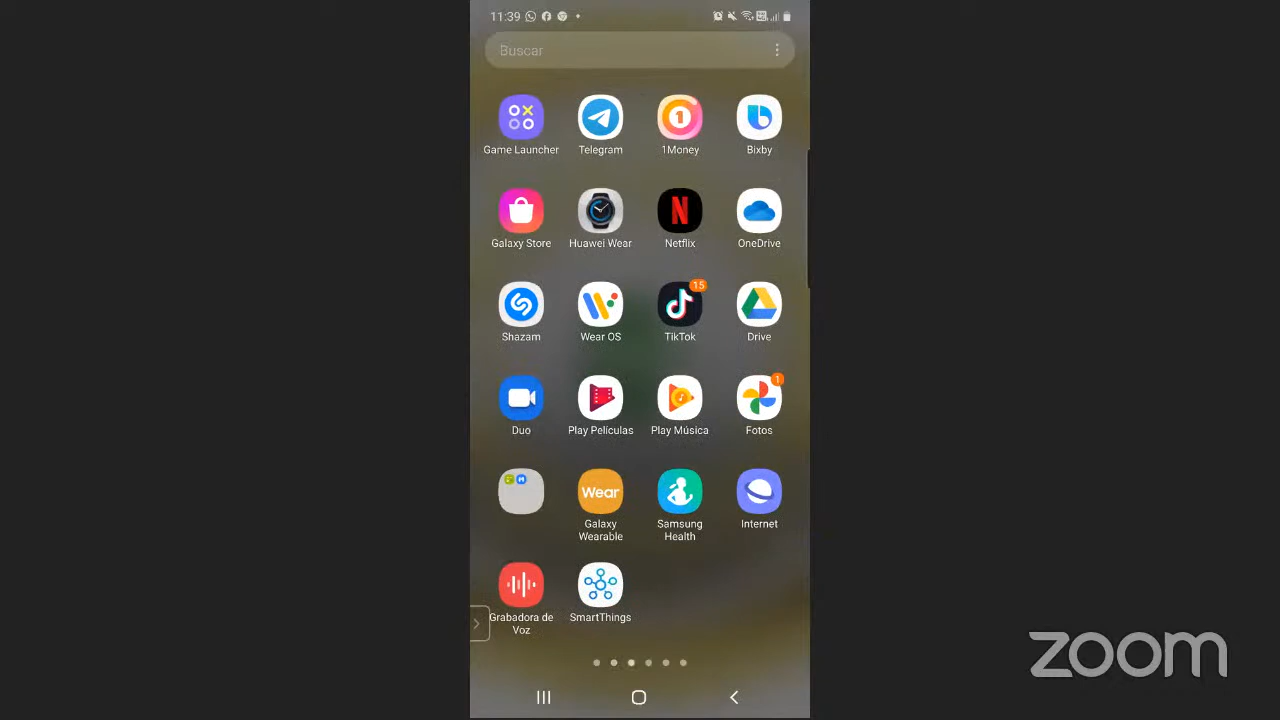 11:39
Buscar
Game Launcher
Telegram
1Money
Bixby
Galaxy Store
Huawei Wear
Netflix
OneDrive
Shazam
Wear OS
15
TikTok
Drive
Duo
Play Películas
Play Música
1
Fotos
Wear
Galaxy
Wearable
Samsung
Health
Internet
Grabadora de
Voz
SmartThings
zoom